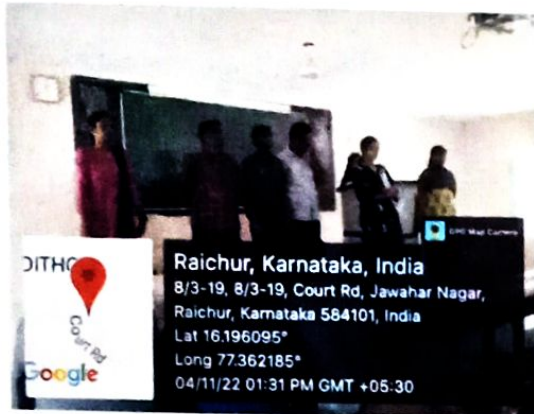 GPS Map Camera
DITHO
Court Rd
Google
Raichur, Karnataka, India
8/3-19, 8/3-19, Court Rd, Jawahar Nagar,
Raichur, Karnataka 584101, India
Lat 16.196095°
Long 77.362185°
04/11/22 01:31 PM GMT +05:30